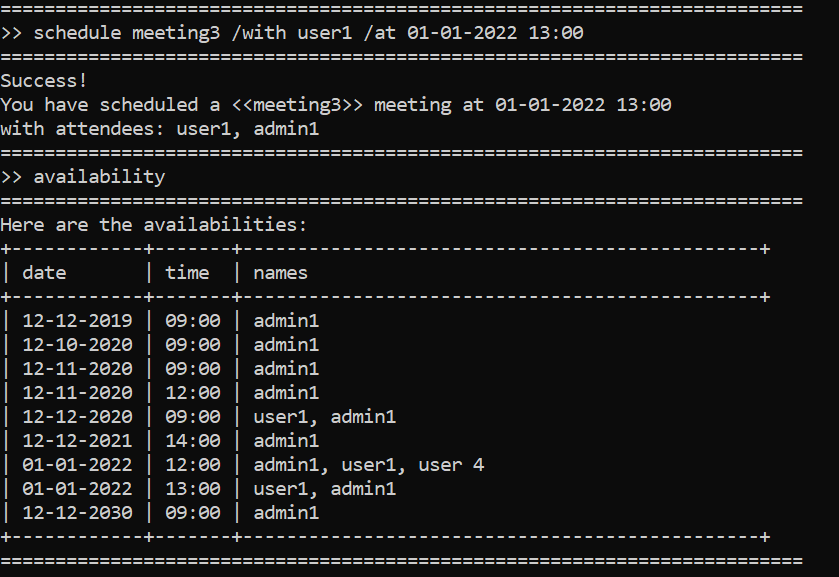 =========================================================================
>> schedule meeting3 /with user1 /at 01-01-2022 13:00
=========================================================================
Success!
You have scheduled a <<meeting3>> meeting at 01-01-2022 13:00
with attendees: user1, admin1
=========================================================================
>> availability
=========================================================================
Here are the availabilities:
+------------+-------+-----------------------------------------------+
| date       | time  | names
+------------+-------+-----------------------------------------------+
| 12-12-2019 | 09:00 | admin1
| 12-10-2020 | 09:00 | admin1
| 12-11-2020 | 09:00 | admin1
| 12-11-2020 | 12:00 | admin1
| 12-12-2020 | 09:00 | user1, admin1
| 12-12-2021 | 14:00 | admin1
| 01-01-2022 | 12:00 | admin1, user1, user 4
| 01-01-2022 | 13:00 | user1, admin1
| 12-12-2030 | 09:00 | admin1
+------------+-------+-----------------------------------------------+
=========================================================================